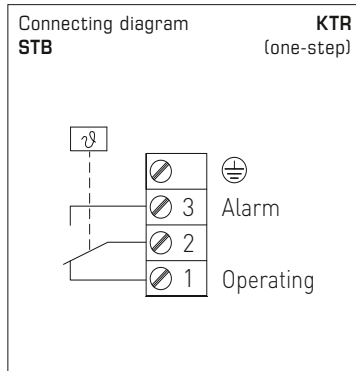 Connecting diagram KTR
STB (one-step)
ϑ
3 Alarm
2
1 Operating